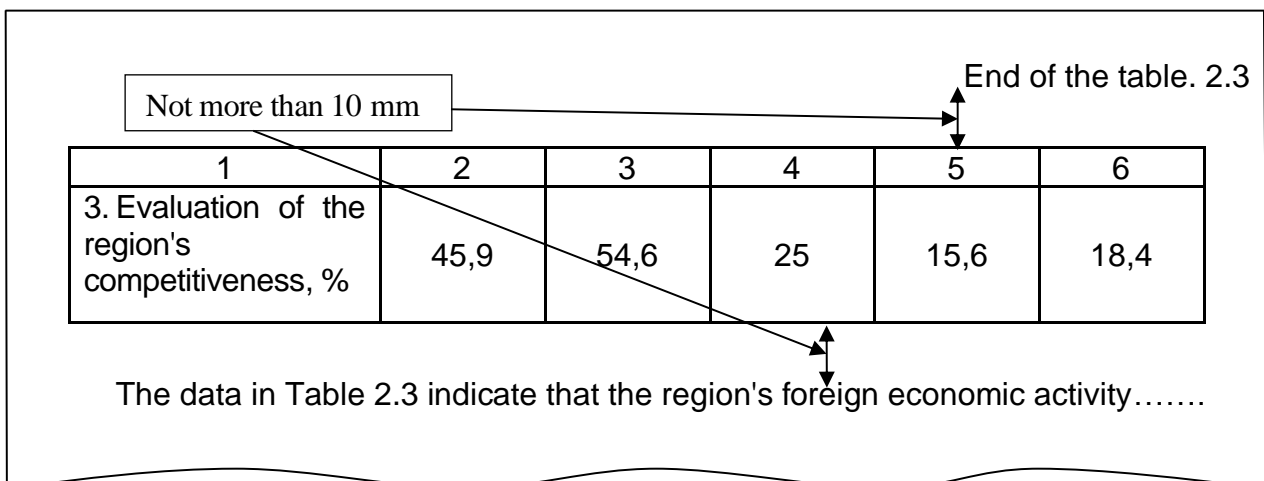 End of the table. 2.3
Not more than 10 mm
1 2 3 4 5 6
3. Evaluation of the
region's
competitiveness, %
45,9 54,6 25 15,6 18,4
The data in Table 2.3 indicate that the region's foreign economic activity…….